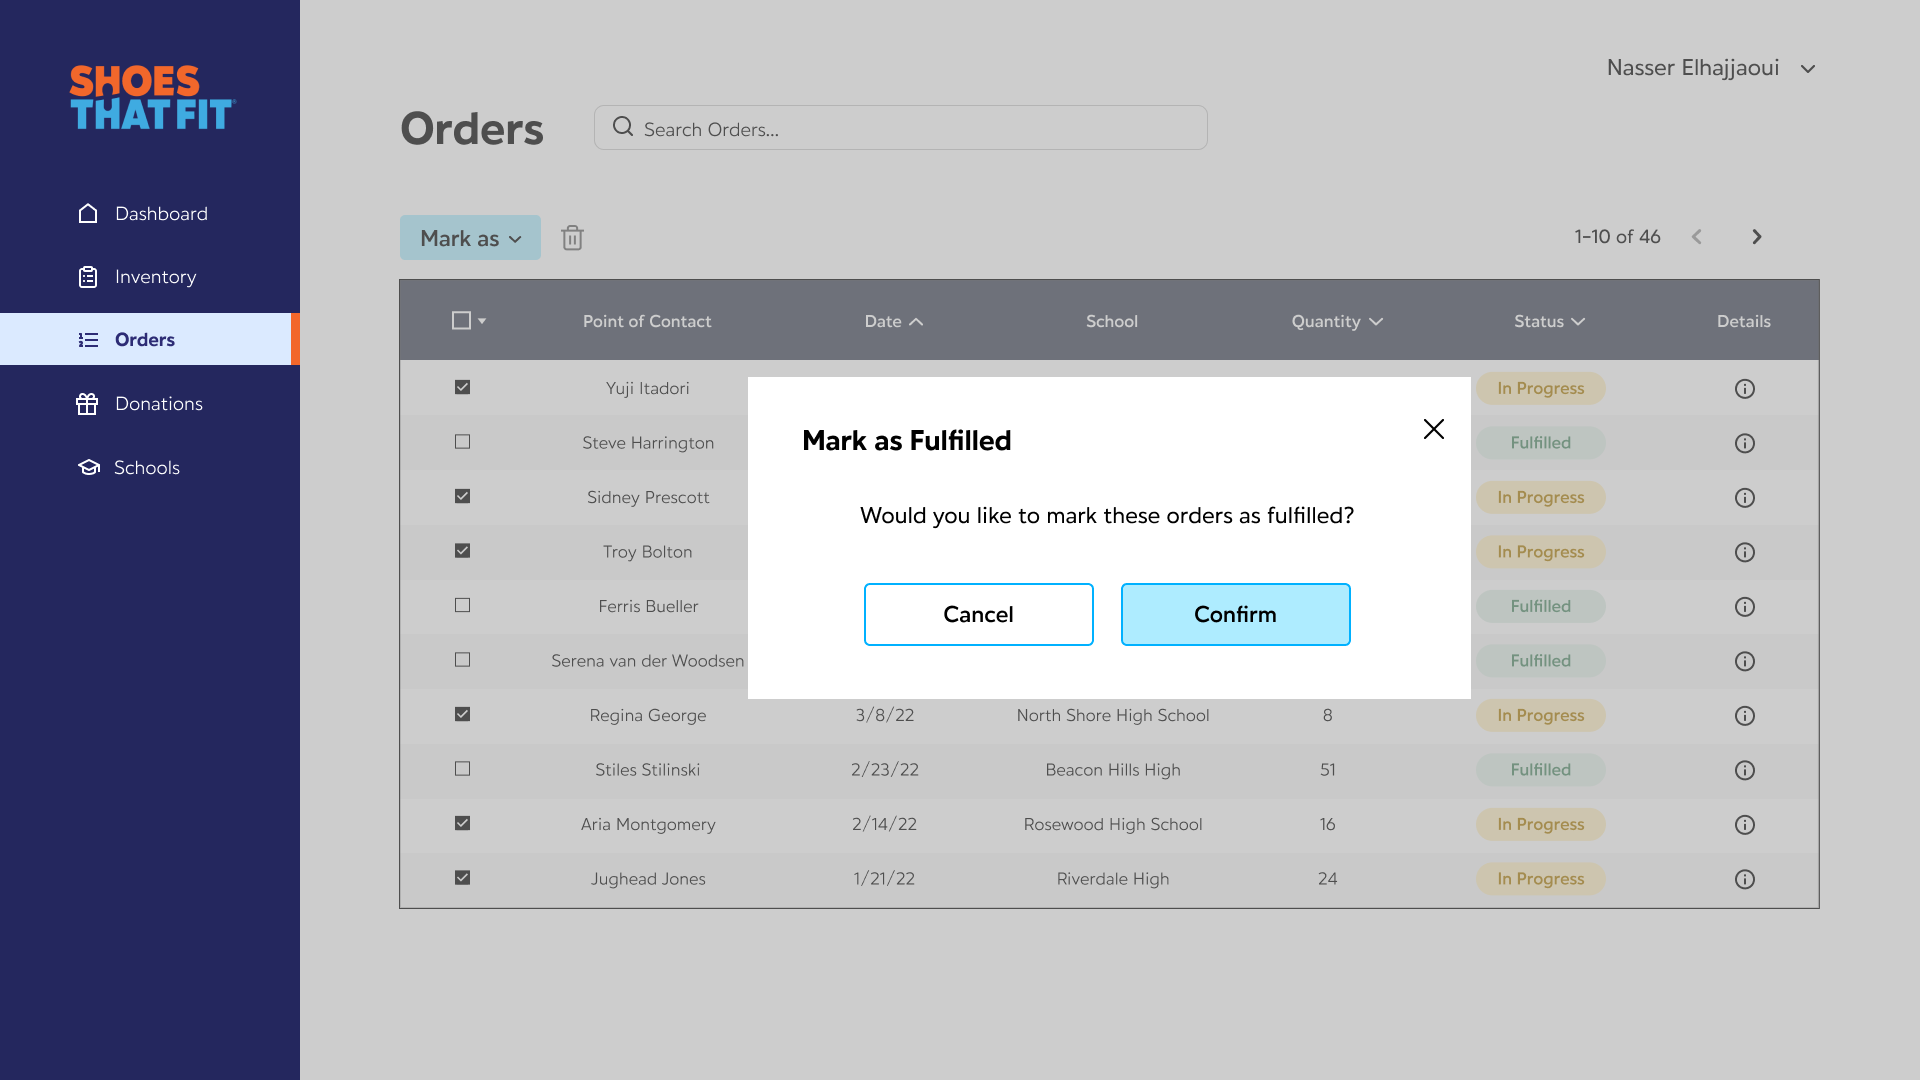 SHOES
THAT FIT
Nasser Elhajjaoui
Orders
Search Orders...
Dashboard
Inventory
Orders
Donations
Schools
Mark as
1-10 of 46
Point of Contact Date School Quantity Status Details
Yuji Itadori In Progress
Steve Harrington Fulfilled
Sidney Prescott In Progress
Troy Bolton In Progress
Ferris Bueller Fulfilled
Serena van der Woodsen Fulfilled
Regina George 3/8/22 North Shore High School 8 In Progress
Stiles Stilinski 2/23/22 Beacon Hills High 51 Fulfilled
Aria Montgomery 2/14/22 Rosewood High School 16 In Progress
Jughead Jones 1/21/22 Riverdale High 24 In Progress
Mark as Fulfilled
Would you like to mark these orders as fulfilled?
Cancel Confirm